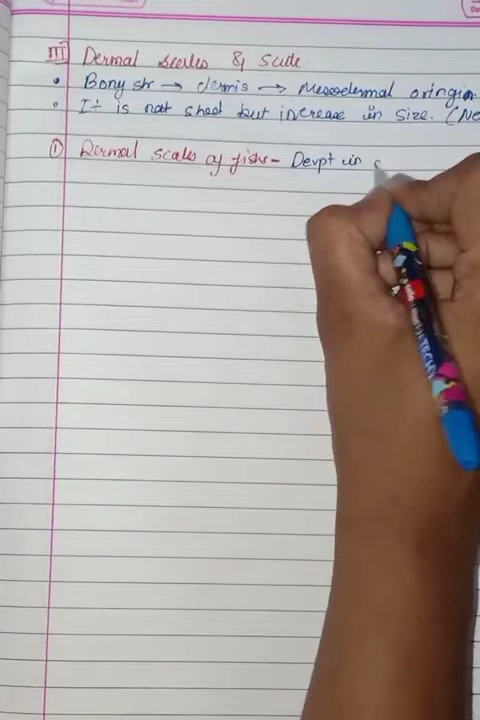 III Dermal scales & scute
• Bony str → dermis → Mesodermal oringin.
• It is not shed but increase in size. (Ne
① Dermal scales of fish - Devpt in